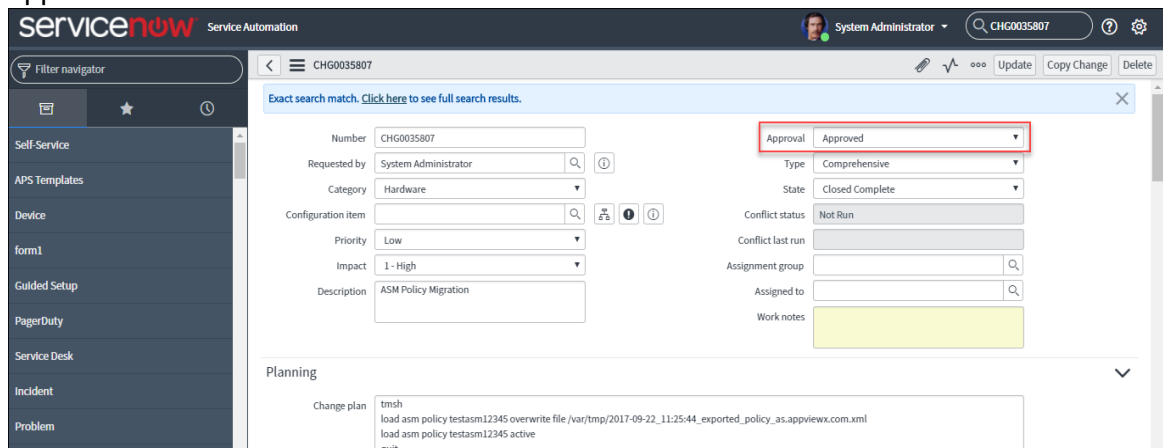 servicenow Service Automation System Administrator CHG0035807
Filter navigator
CHG0035807 Update Copy Change Delete
Exact search match. Click here to see full search results.
Self-Service
APS Templates
Device
form1
Guided Setup
PagerDuty
Service Desk
Incident
Problem
Number CHG0035807 Approval Approved
Requested by System Administrator Type Comprehensive
Category Hardware State Closed Complete
Configuration item Conflict status Not Run
Priority Low Conflict last run
Impact 1 - High Assignment group
Description ASM Policy Migration Assigned to
Work notes
Planning
Change plan tmsh
load asm policy testasm12345 overwrite file /var/tmp/2017-09-22_11:25:44_exported_policy_as.appviewx.com.xml
load asm policy testasm12345 active